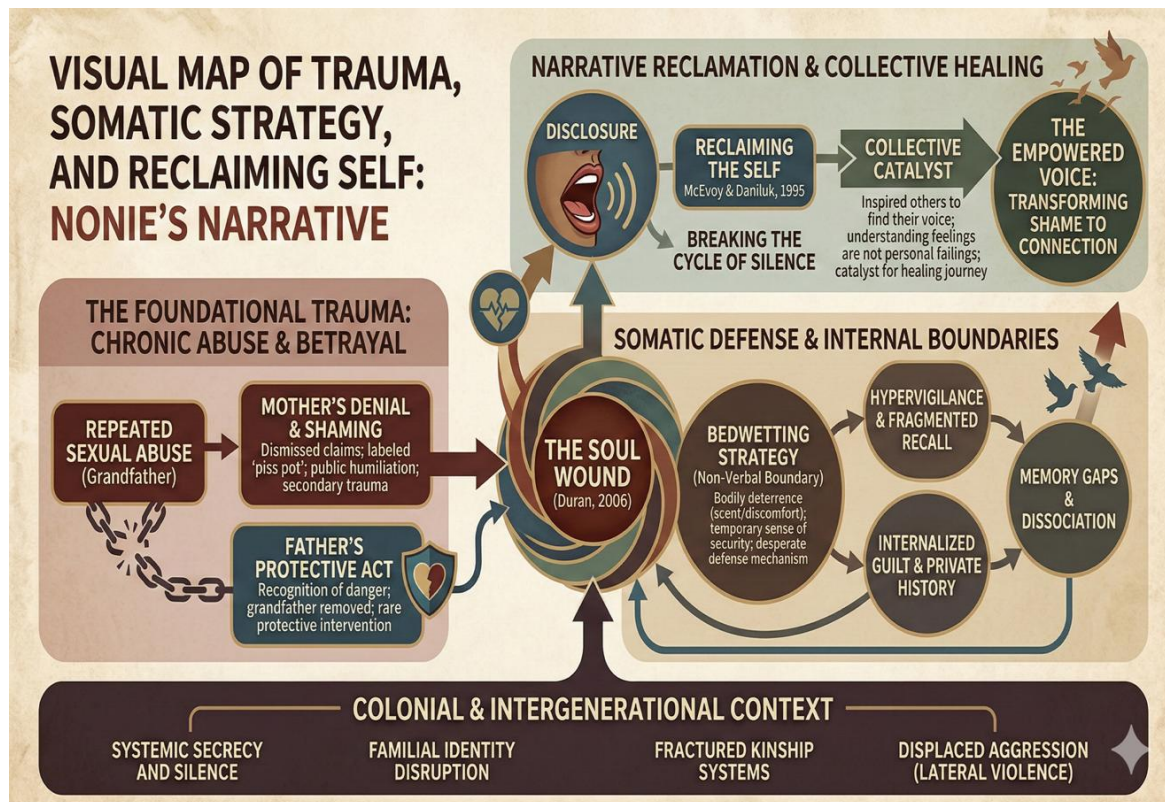 VISUAL MAP OF TRAUMA,
SOMATIC STRATEGY,
AND RECLAIMING SELF:
NONIE'S NARRATIVE
NARRATIVE RECLAMATION & COLLECTIVE HEALING
DISCLOSURE
RECLAIMING
THE SELF
McEvoy & Daniluk, 1995
BREAKING THE
CYCLE OF SILENCE
COLLECTIVE
CATALYST
Inspired others to
find their voice;
understanding feelings
are not personal failings;
catalyst for healing journey
THE
EMPOWERED
VOICE:
TRANSFORMING
SHAME TO
CONNECTION
THE FOUNDATIONAL TRAUMA:
CHRONIC ABUSE & BETRAYAL
REPEATED
SEXUAL ABUSE
(Grandfather)
MOTHER'S DENIAL
& SHAMING
Dismissed claims; labeled
'piss pot'; public humiliation;
secondary trauma
FATHER'S
PROTECTIVE ACT
Recognition of danger;
grandfather removed; rare
protective intervention
THE SOUL
WOUND
(Duran, 2006)
SOMATIC DEFENSE & INTERNAL BOUNDARIES
BEDWETTING
STRATEGY
(Non-Verbal Boundary)
Bodily deterrence
(scent/discomfort);
temporary sense of
security; desperate
defense mechanism
HYPERVIGILANCE
& FRAGMENTED
RECALL
INTERNALIZED
GUILT & PRIVATE
HISTORY
MEMORY GAPS
&
DISSOCIATION
COLONIAL & INTERGENERATIONAL CONTEXT
SYSTEMIC SECRECY
AND SILENCE
FAMILIAL IDENTITY
DISRUPTION
FRACTURED KINSHIP
SYSTEMS
DISPLACED AGGRESSION
(LATERAL VIOLENCE)